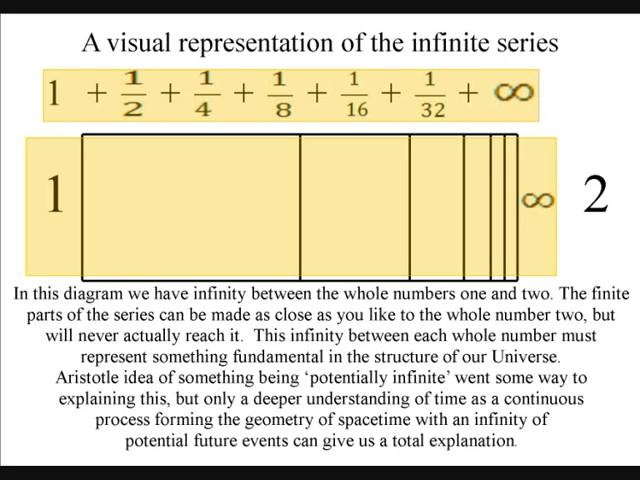 A visual representation of the infinite series
1 + 1/2 + 1/4 + 1/8 + 1/16 + 1/32 + ∞
1 ∞ 2
In this diagram we have infinity between the whole numbers one and two. The finite
parts of the series can be made as close as you like to the whole number two, but
will never actually reach it. This infinity between each whole number must
represent something fundamental in the structure of our Universe.
Aristotle idea of something being ‘potentially infinite’ went some way to
explaining this, but only a deeper understanding of time as a continuous
process forming the geometry of spacetime with an infinity of
potential future events can give us a total explanation.